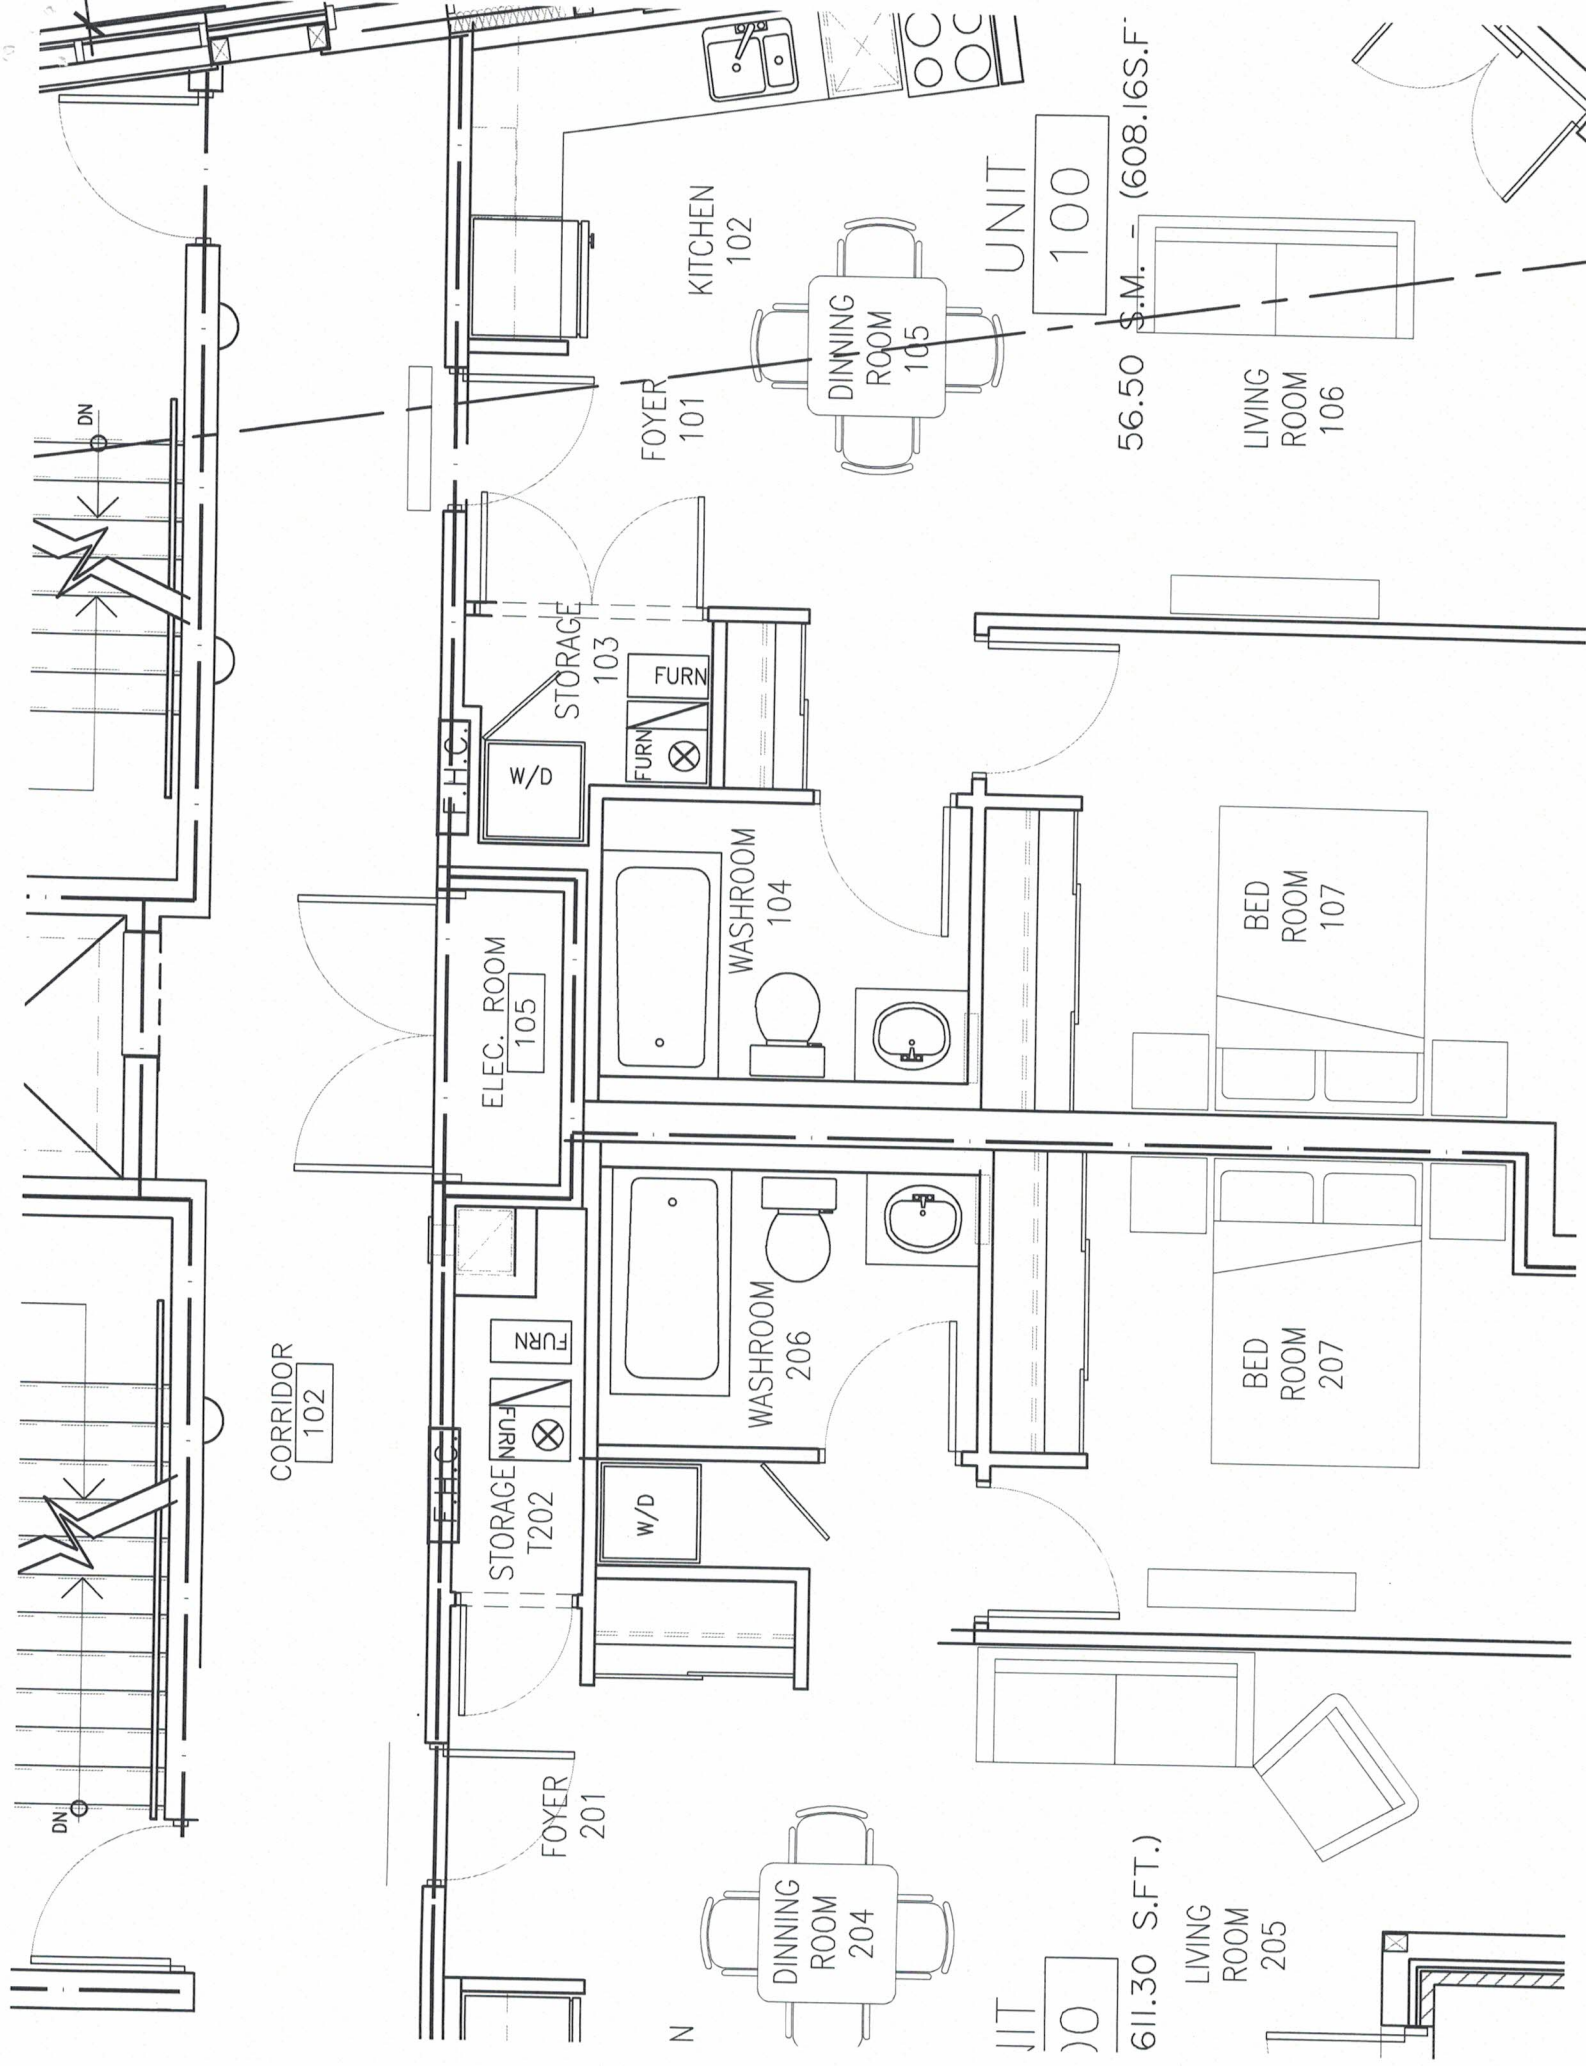 DN
DN
CORRIDOR
102
F.H.C.
F.H.C.
ELEC. ROOM
105
FOYER
201
STORAGE
T202
FURN
FURN
W/D
WASHROOM
206
DINNING
ROOM
204
N
611.30 S.FT.)
LIVING
ROOM
205
BED
ROOM
207
STORAGE
103
FURN
FURN
W/D
WASHROOM
104
FOYER
101
KITCHEN
102
DINNING
ROOM
105
UNIT
100
56.50 S.M. - (608.16S.F
LIVING
ROOM
106
BED
ROOM
107